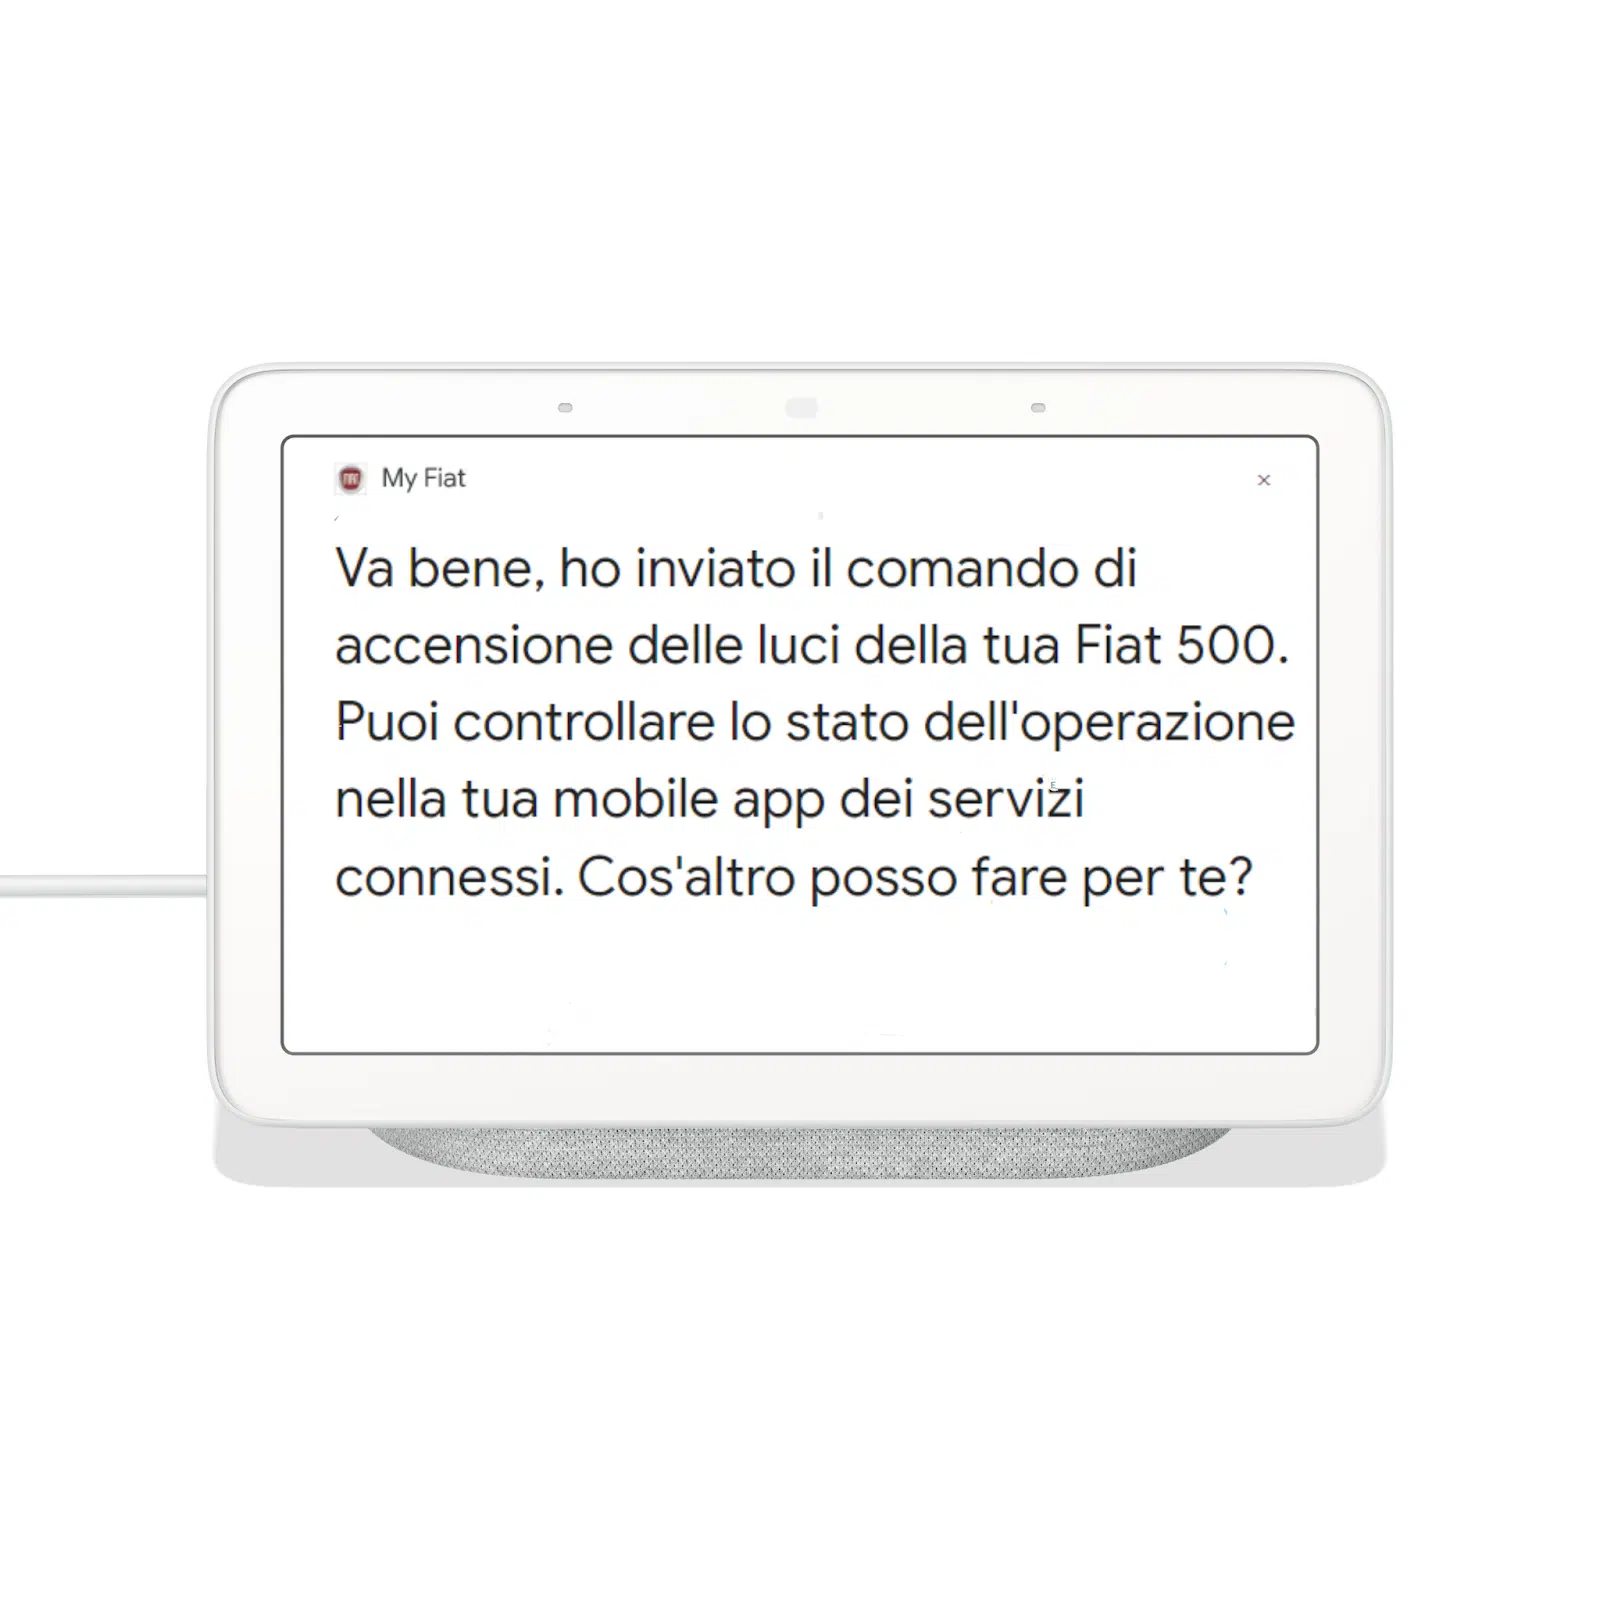 FIAT
My Fiat
Va bene, ho inviato il comando di
accensione delle luci della tua Fiat 500.
Puoi controllare lo stato dell'operazione
nella tua mobile app dei servizi
connessi. Cos'altro posso fare per te?